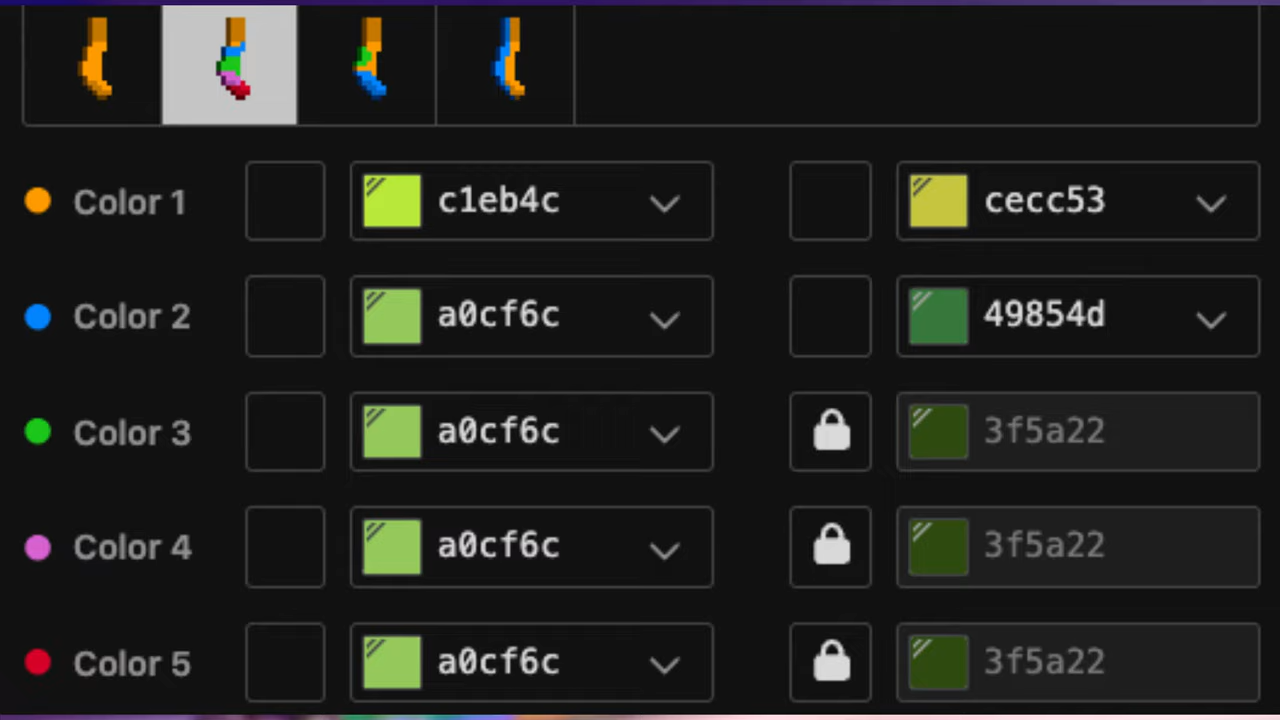 Color 1 c1eb4c cecc53
Color 2 a0cf6c 49854d
Color 3 a0cf6c 3f5a22
Color 4 a0cf6c 3f5a22
Color 5 a0cf6c 3f5a22